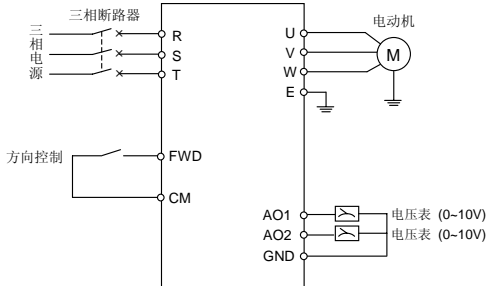 三相断路器
三相电源
R
S
T
U
V
W
E
电动机
M
方向控制
FWD
CM
AO1
AO2
GND
电压表 (0~10V)
电压表 (0~10V)